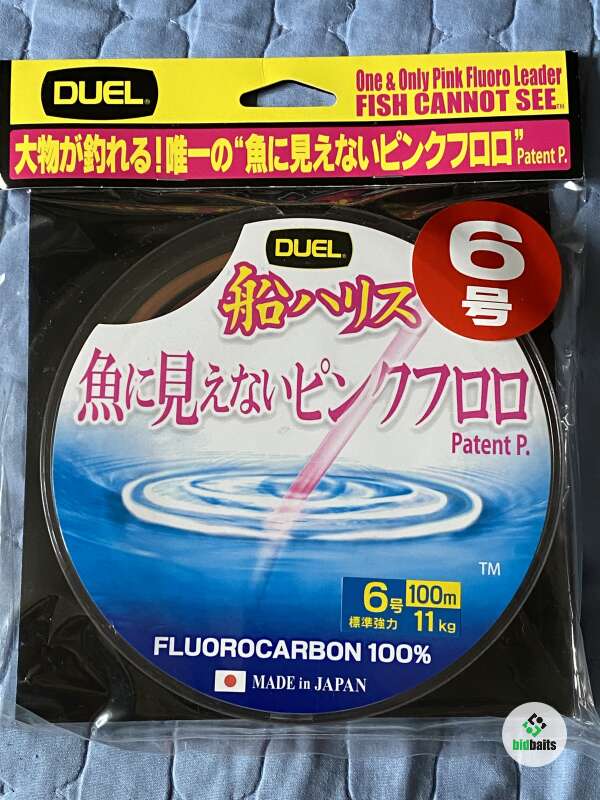 DUEL®
One & Only Pink Fluoro Leader
FISH CANNOT SEE™
大物が釣れる!唯一の"魚に見えないピンクフロロ" Patent P.
DUEL®
6号
船ハリス
魚に見えないピンクフロロ
Patent P.
TM
6号 100m
標準強力 11kg
FLUOROCARBON 100%
MADE in JAPAN
bidbaits